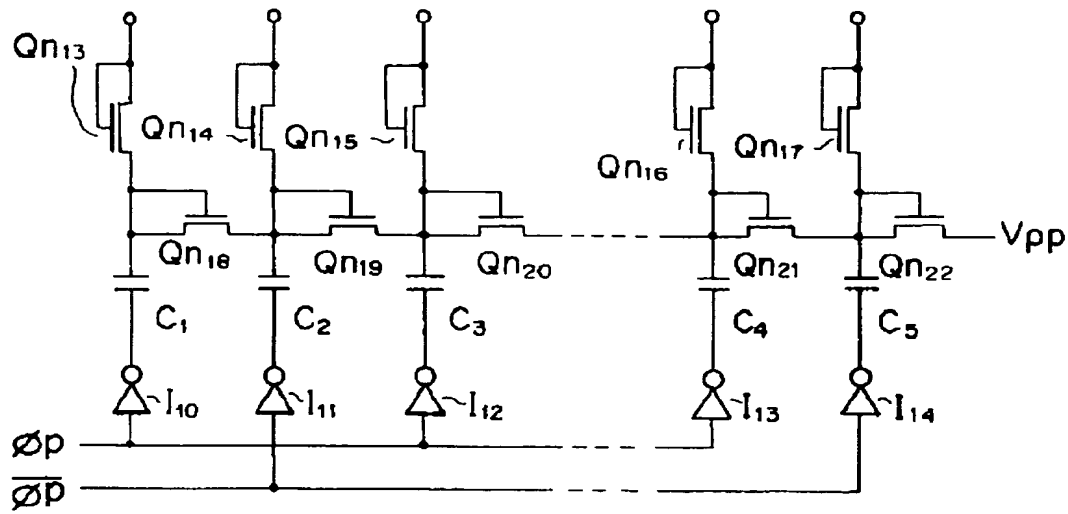 Qn13
Qn14
Qn15
Qn16
Qn17
Qn18
Qn19
Qn20
Qn21
Qn22
Vpp
C1
C2
C3
C4
C5
I10
I11
I12
I13
I14
Øp
Ø̅p̅